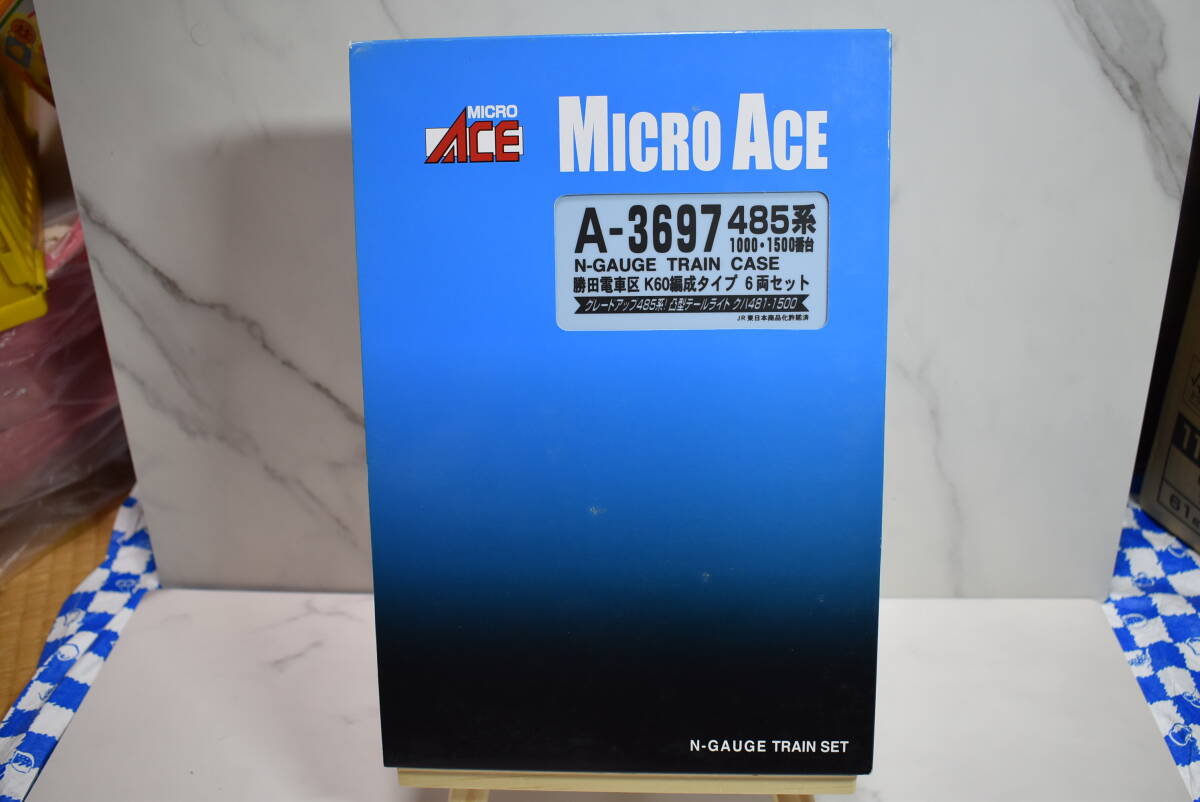 MICRO
ACE
MICRO ACE
A-3697 485系
1000・1500番台
N-GAUGE TRAIN CASE
勝田電車区 K60編成タイプ 6両セット
グレードアップ485系! 凸型テールライト クハ481-1500
JR東日本商品化許諾済
N-GAUGE TRAIN SET